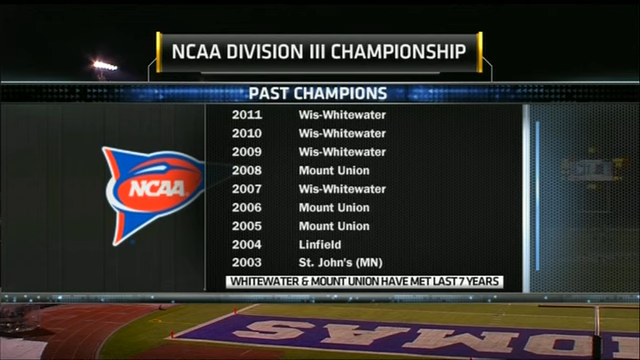 NCAA DIVISION III CHAMPIONSHIP
PAST CHAMPIONS
2011 Wis-Whitewater
2010 Wis-Whitewater
2009 Wis-Whitewater
2008 Mount Union
2007 Wis-Whitewater
2006 Mount Union
2005 Mount Union
2004 Linfield
2003 St. John's (MN)
NCAA
WHITEWATER & MOUNT UNION HAVE MET LAST 7 YEARS